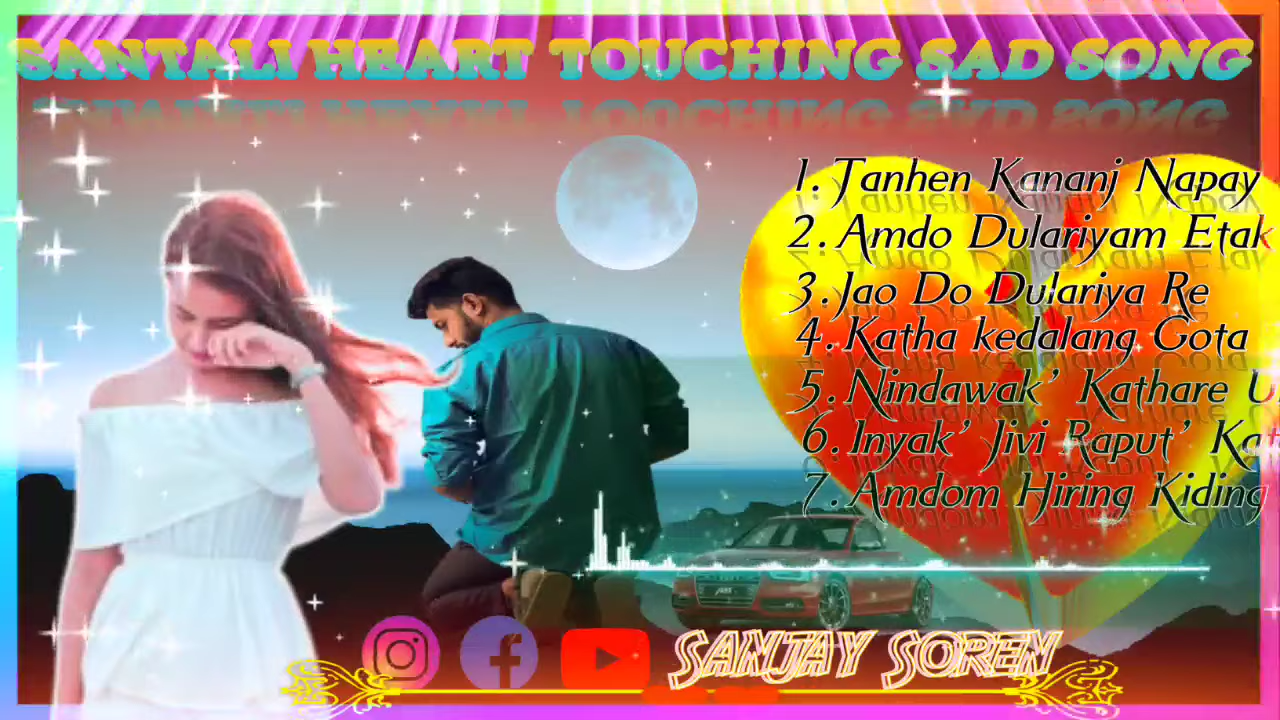 SANTALI HEART TOUCHING SAD SONG
1. Tanhen Kananj Napay
2. Amdo Dulariyam Etak
3. Jao Do Dulariya Re
4. Katha kedalang Gota
5. Nindawak' Kathare
6. Inyak' Jivi Raput'
7. Amdom Hiring Kiding
SANJAY SOREN